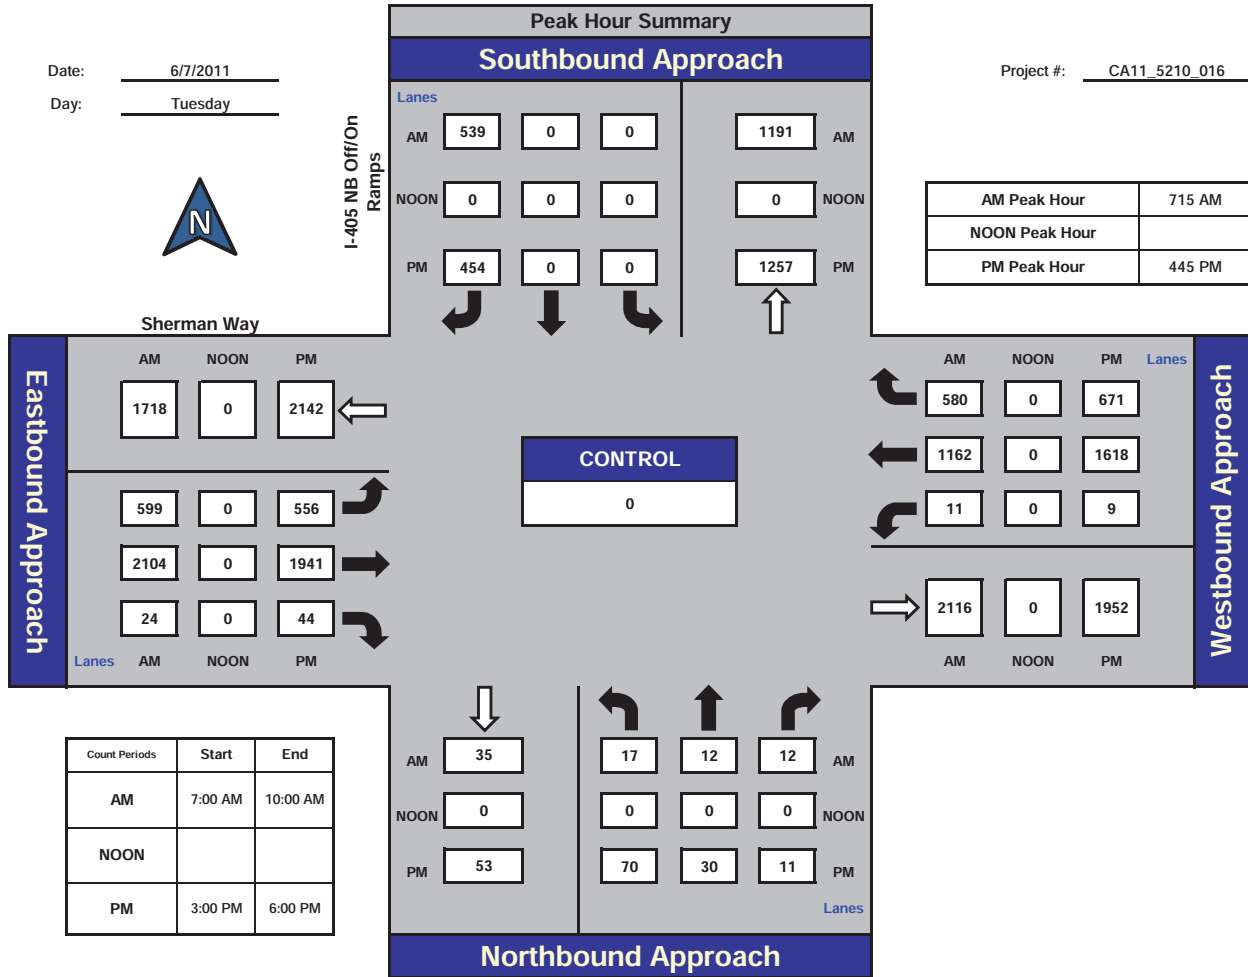 Peak Hour Summary
Southbound Approach
Date: 6/7/2011
Day: Tuesday
Project #: CA11_5210_016
I-405 NB Off/On
Ramps
Lanes
AM 539 0 0 1191 AM
NOON 0 0 0 0 NOON
PM 454 0 0 1257 PM
N
AM Peak Hour 715 AM
NOON Peak Hour
PM Peak Hour 445 PM
Sherman Way
Eastbound Approach
AM NOON PM
1718 0 2142
599 0 556
2104 0 1941
24 0 44
Lanes AM NOON PM
CONTROL
0
AM NOON PM Lanes
580 0 671
1162 0 1618
11 0 9
2116 0 1952
AM NOON PM
Westbound Approach
Count Periods Start End
AM 7:00 AM 10:00 AM
NOON
PM 3:00 PM 6:00 PM
AM 35 17 12 12 AM
NOON 0 0 0 0 NOON
PM 53 70 30 11 PM
Lanes
Northbound Approach